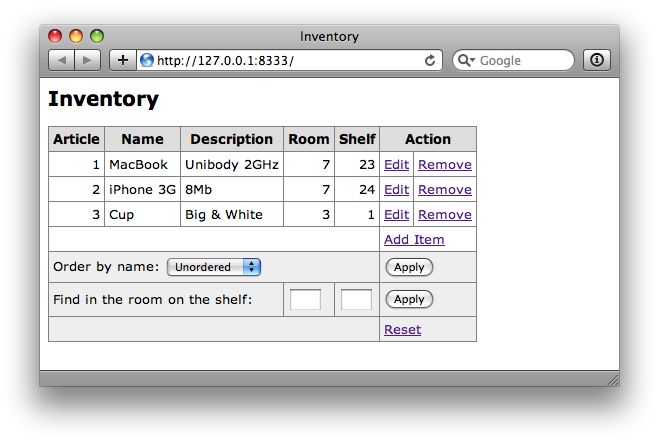 Inventory
http://127.0.0.1:8333/
Google
Inventory
Article Name Description Room Shelf Action
1 MacBook Unibody 2GHz 7 23 Edit Remove
2 iPhone 3G 8Mb 7 24 Edit Remove
3 Cup Big & White 3 1 Edit Remove
Add Item
Order by name: Unordered Apply
Find in the room on the shelf: Apply
Reset